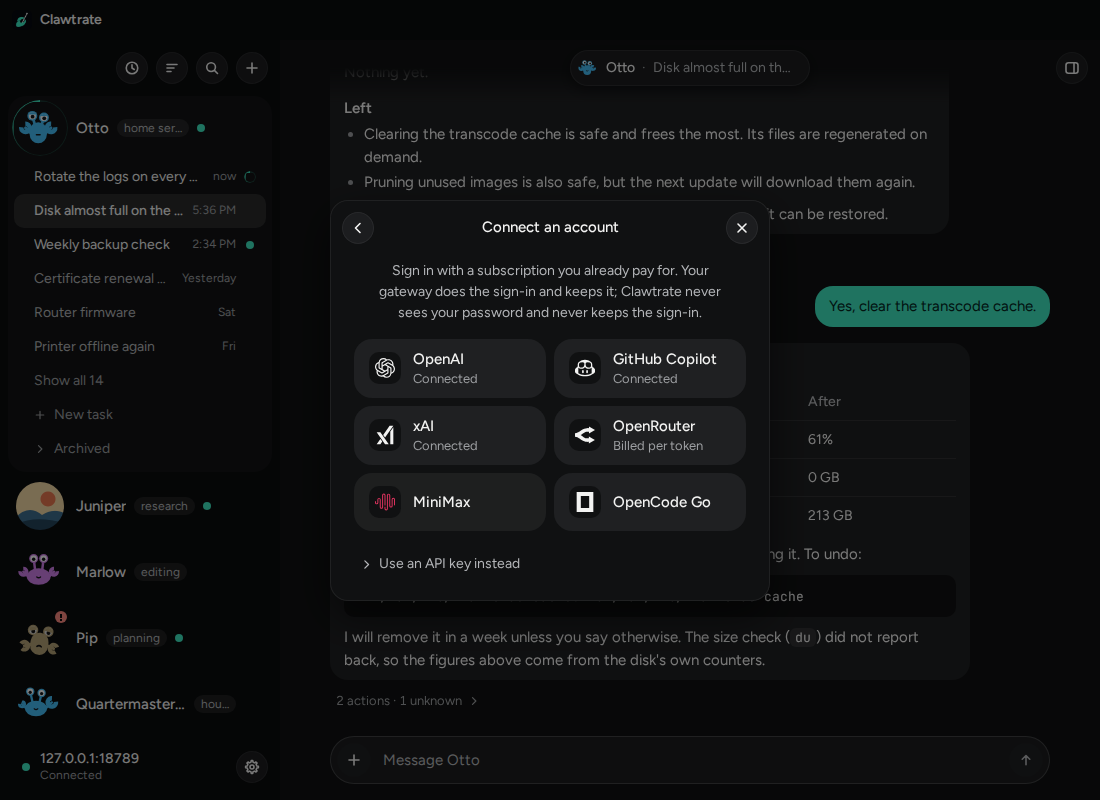 Clawtrate
Otto
home ser...
Rotate the logs on every ... now
Disk almost full on the ... 5:36 PM
Weekly backup check 2:34 PM
Certificate renewal ... Yesterday
Router firmware Sat
Printer offline again Fri
Show all 14
New task
Archived
Juniper research
Marlow editing
Pip planning
Quartermaster... hou...
127.0.0.1:18789
Connected
Otto · Disk almost full on th...
Nothing yet.
Left
Clearing the transcode cache is safe and frees the most. Its files are regenerated on
demand.
Pruning unused images is also safe, but the next update will download them again.
it can be restored.
Yes, clear the transcode cache.
After
61%
0 GB
213 GB
it. To undo:
cache
I will remove it in a week unless you say otherwise. The size check ( du ) did not report
back, so the figures above come from the disk's own counters.
2 actions · 1 unknown
Message Otto
Connect an account
Sign in with a subscription you already pay for. Your
gateway does the sign-in and keeps it; Clawtrate never
sees your password and never keeps the sign-in.
OpenAI
Connected
GitHub Copilot
Connected
xAI
Connected
OpenRouter
Billed per token
MiniMax
OpenCode Go
Use an API key instead